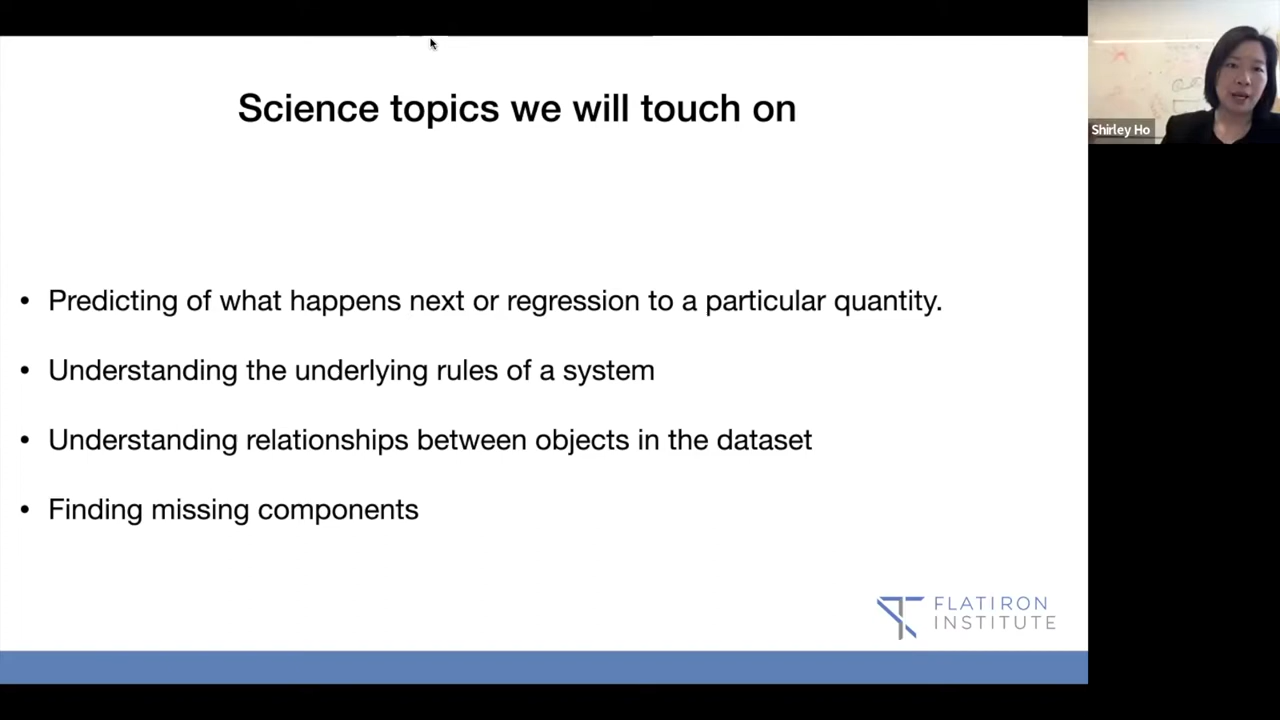 Science topics we will touch on
• Predicting of what happens next or regression to a particular quantity.
• Understanding the underlying rules of a system
• Understanding relationships between objects in the dataset
• Finding missing components
FLATIRON
INSTITUTE
Shirley Ho